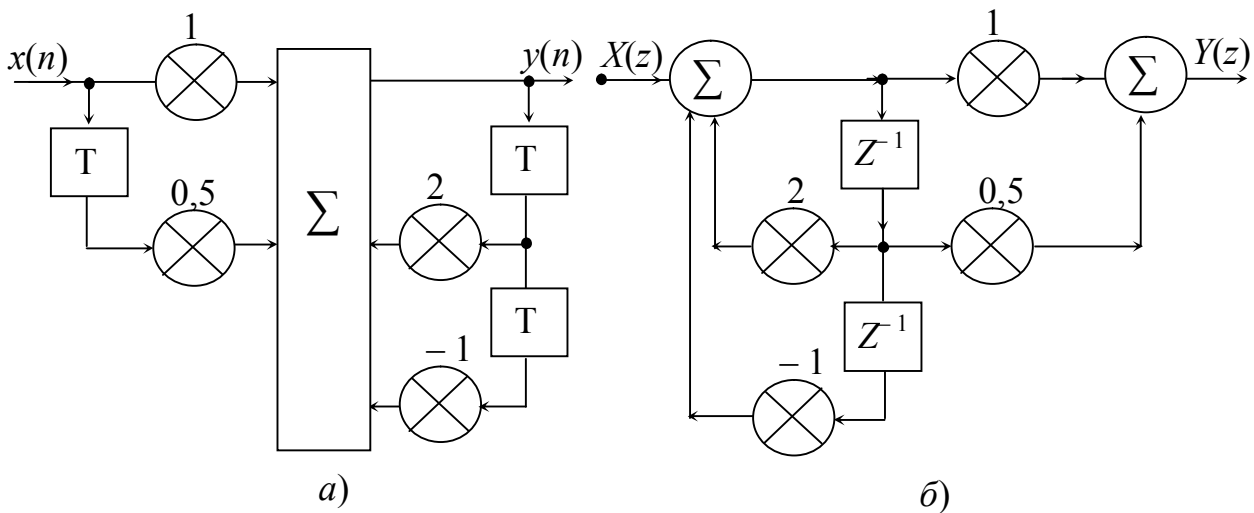 x(n)
1
T
0,5
∑
y(n)
T
2
T
– 1
а)
X(z)
∑
1
∑
Y(z)
Z⁻¹
2
0,5
Z⁻¹
– 1
б)